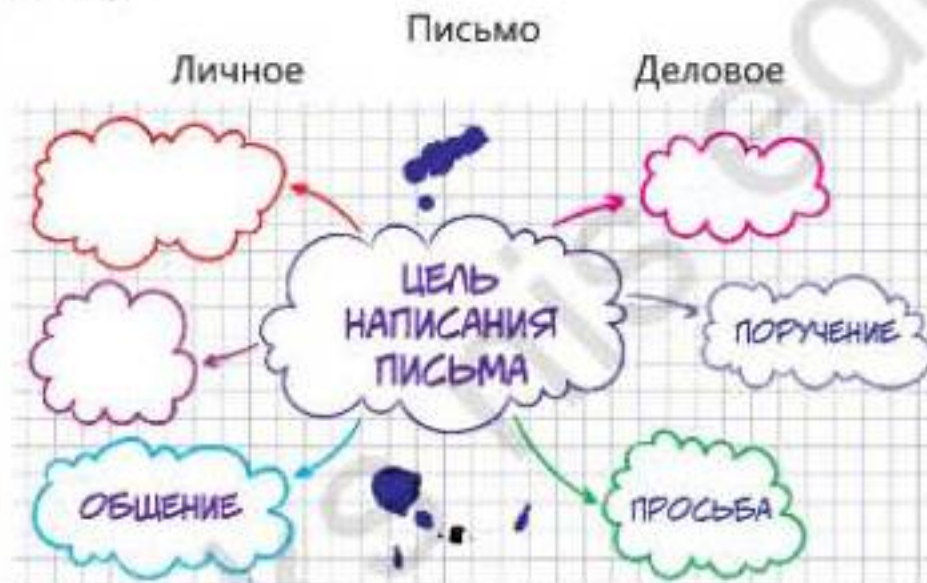 Письмо
Личное
Деловое
ЦЕЛЬ
НАПИСАНИЯ
ПИСЬМА
ПОРУЧЕНИЕ
ОБЩЕНИЕ
ПРОСЬБА